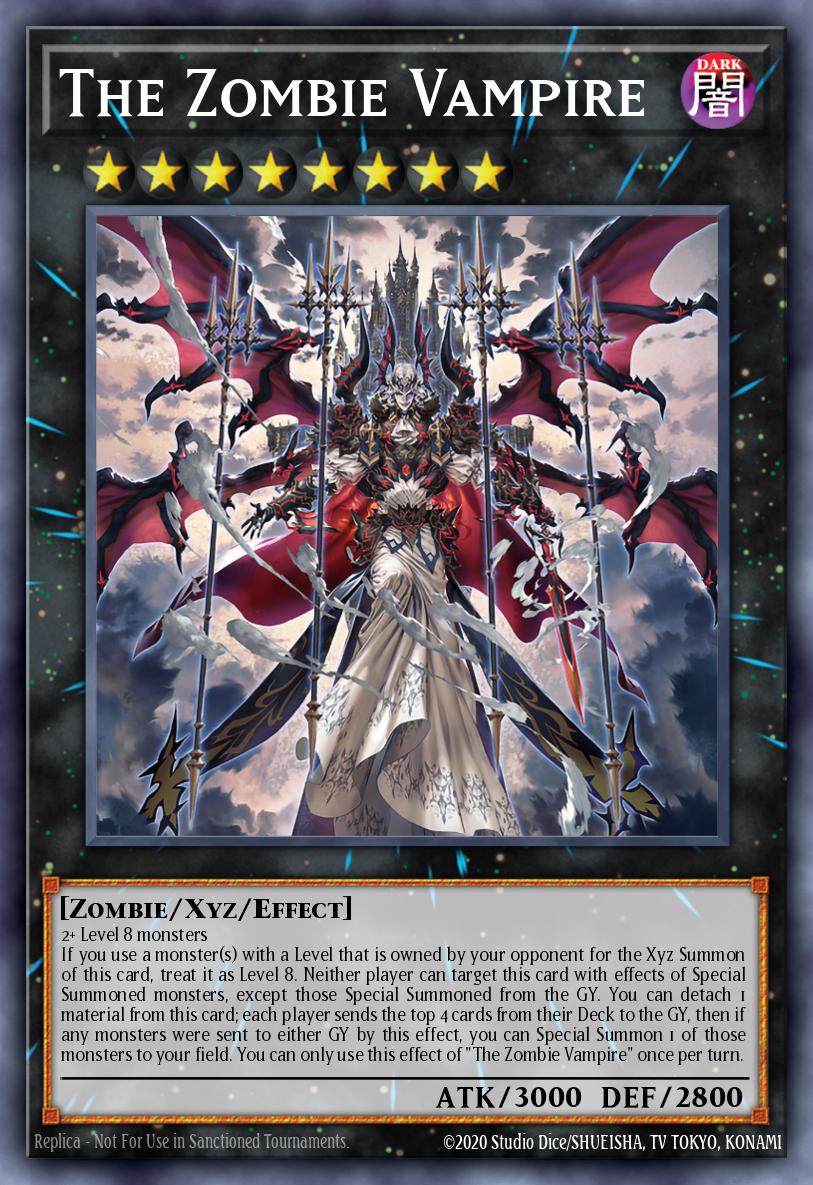 The Zombie Vampire
DARK
闇
[Zombie/Xyz/Effect]
2+ Level 8 monsters
If you use a monster(s) with a Level that is owned by your opponent for the Xyz Summon
of this card, treat it as Level 8. Neither player can target this card with effects of Special
Summoned monsters, except those Special Summoned from the GY. You can detach 1
material from this card; each player sends the top 4 cards from their Deck to the GY, then if
any monsters were sent to either GY by this effect, you can Special Summon 1 of those
monsters to your field. You can only use this effect of "The Zombie Vampire" once per turn.
ATK/3000 DEF/2800
Replica - Not For Use in Sanctioned Tournaments.
©2020 Studio Dice/SHUEISHA, TV TOKYO, KONAMI